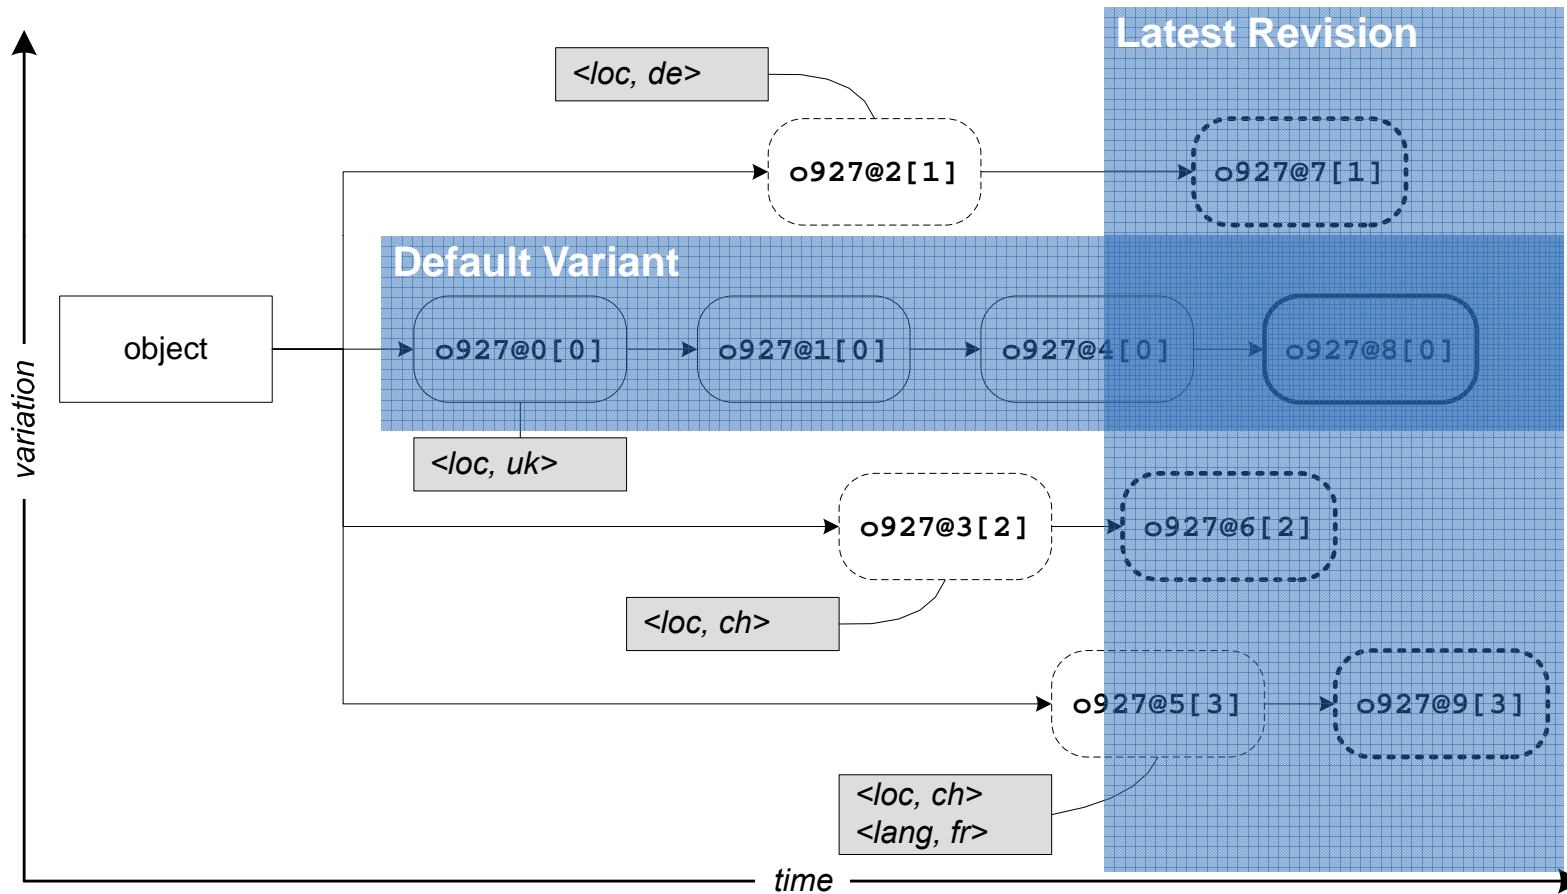 Latest Revision
<loc, de>
o927@2[1]
o927@7[1]
Default Variant
object
o927@0[0]
o927@1[0]
o927@4[0]
o927@8[0]
variation
<loc, uk>
o927@3[2]
o927@6[2]
<loc, ch>
o927@5[3]
o927@9[3]
<loc, ch>
<lang, fr>
time